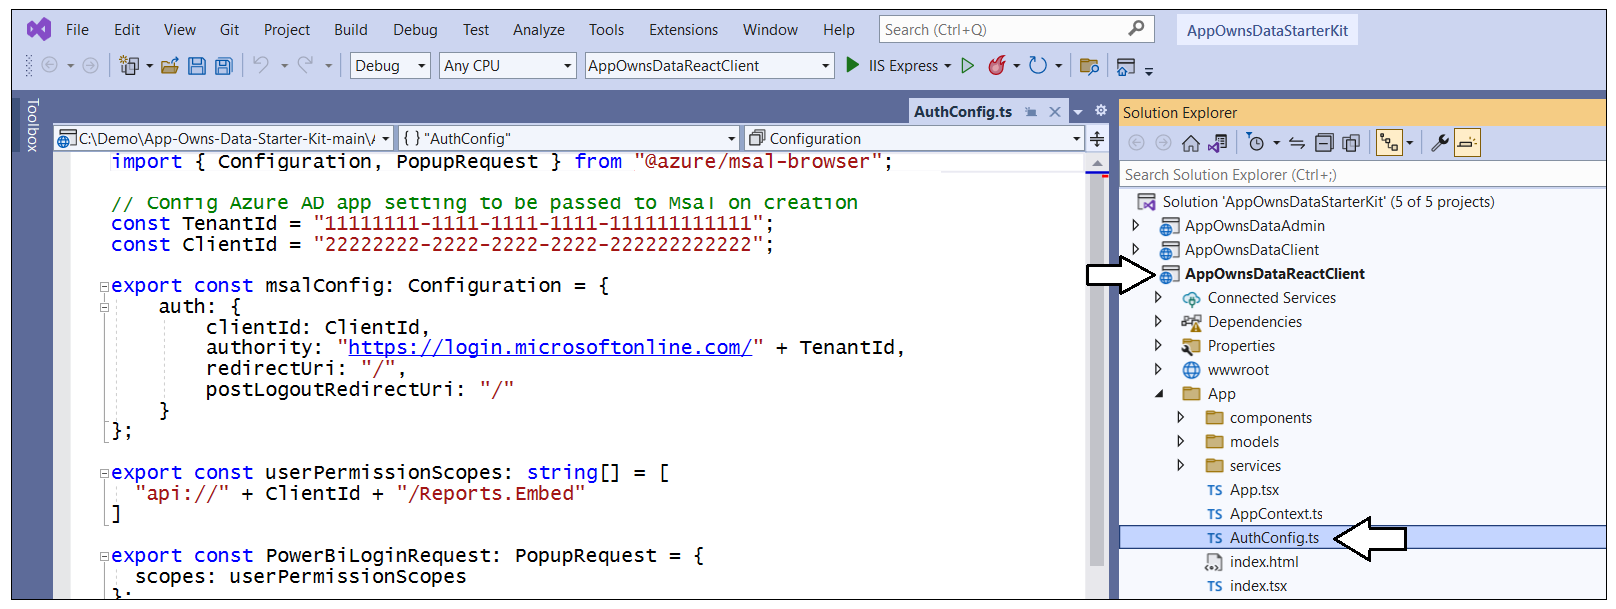 File Edit View Git Project Build Debug Test Analyze Tools Extensions Window Help Search (Ctrl+Q) AppOwnsDataStarterKit
Debug Any CPU AppOwnsDataReactClient IIS Express
Toolbox
AuthConfig.ts
C:\Demo\App-Owns-Data-Starter-Kit-main\ { } "AuthConfig" Configuration
import { Configuration, PopupRequest } from "@azure/msal-browser";
// Config Azure AD app setting to be passed to Msal on creation
const TenantId = "11111111-1111-1111-1111-111111111111";
const ClientId = "22222222-2222-2222-2222-222222222222";
export const msalConfig: Configuration = {
auth: {
clientId: ClientId,
authority: "https://login.microsoftonline.com/" + TenantId,
redirectUri: "/",
postLogoutRedirectUri: "/"
}
};
export const userPermissionScopes: string[] = [
"api://" + ClientId + "/Reports.Embed"
]
export const PowerBiLoginRequest: PopupRequest = {
scopes: userPermissionScopes
};
Solution Explorer
Search Solution Explorer (Ctrl+;)
Solution 'AppOwnsDataStarterKit' (5 of 5 projects)
AppOwnsDataAdmin
AppOwnsDataClient
AppOwnsDataReactClient
Connected Services
Dependencies
Properties
wwwroot
App
components
models
services
TS App.tsx
TS AppContext.ts
TS AuthConfig.ts
index.html
TS index.tsx